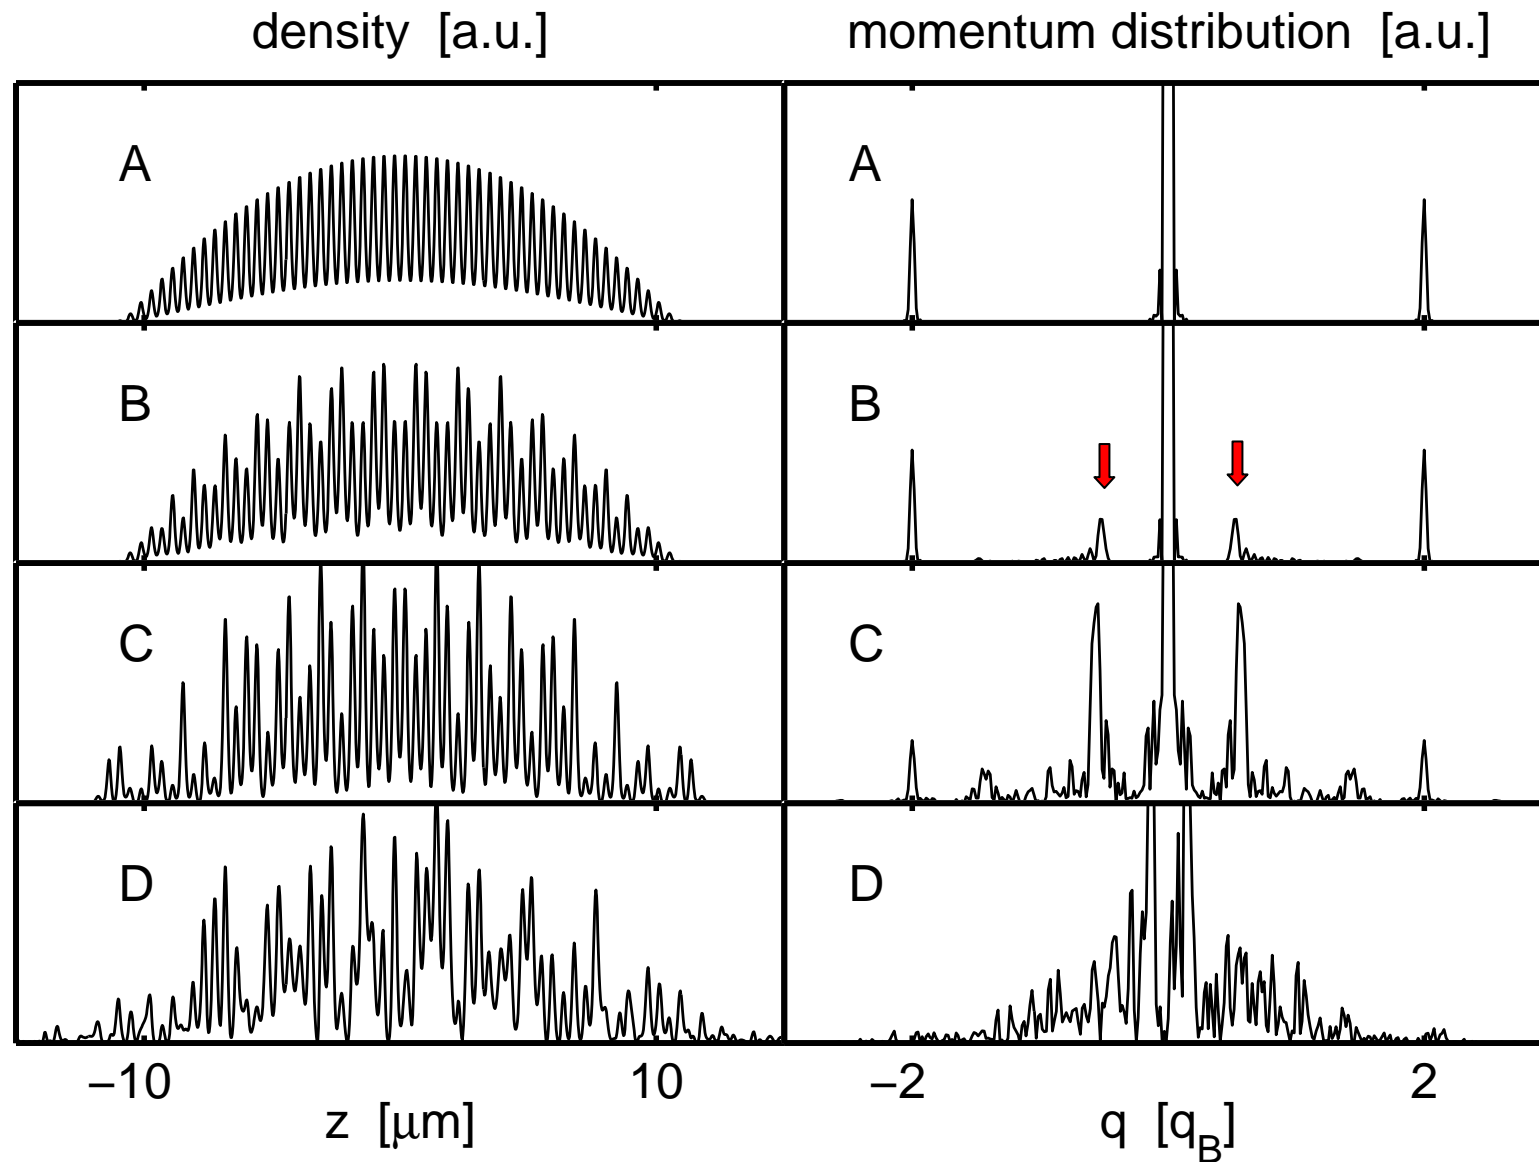 density [a.u.] momentum distribution [a.u.]
A A
B B
C C
D D
−10 10 −2 2
z [μm] q [q_B]